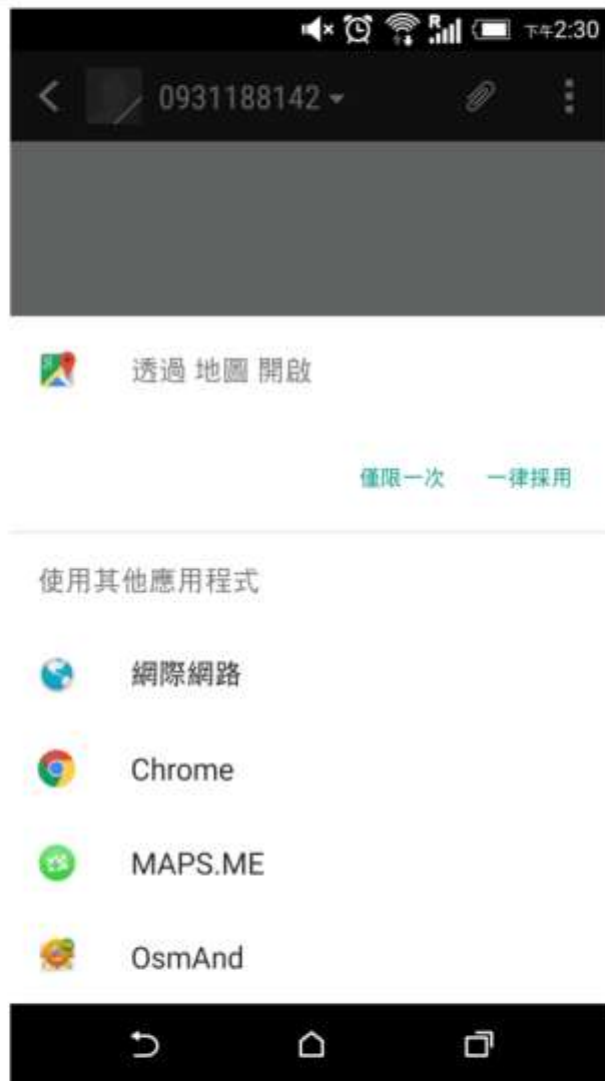 R
下午2:30
0931188142
透過 地圖 開啟
僅限一次 一律採用
使用其他應用程式
網際網路
Chrome
MAPS.ME
OsmAnd